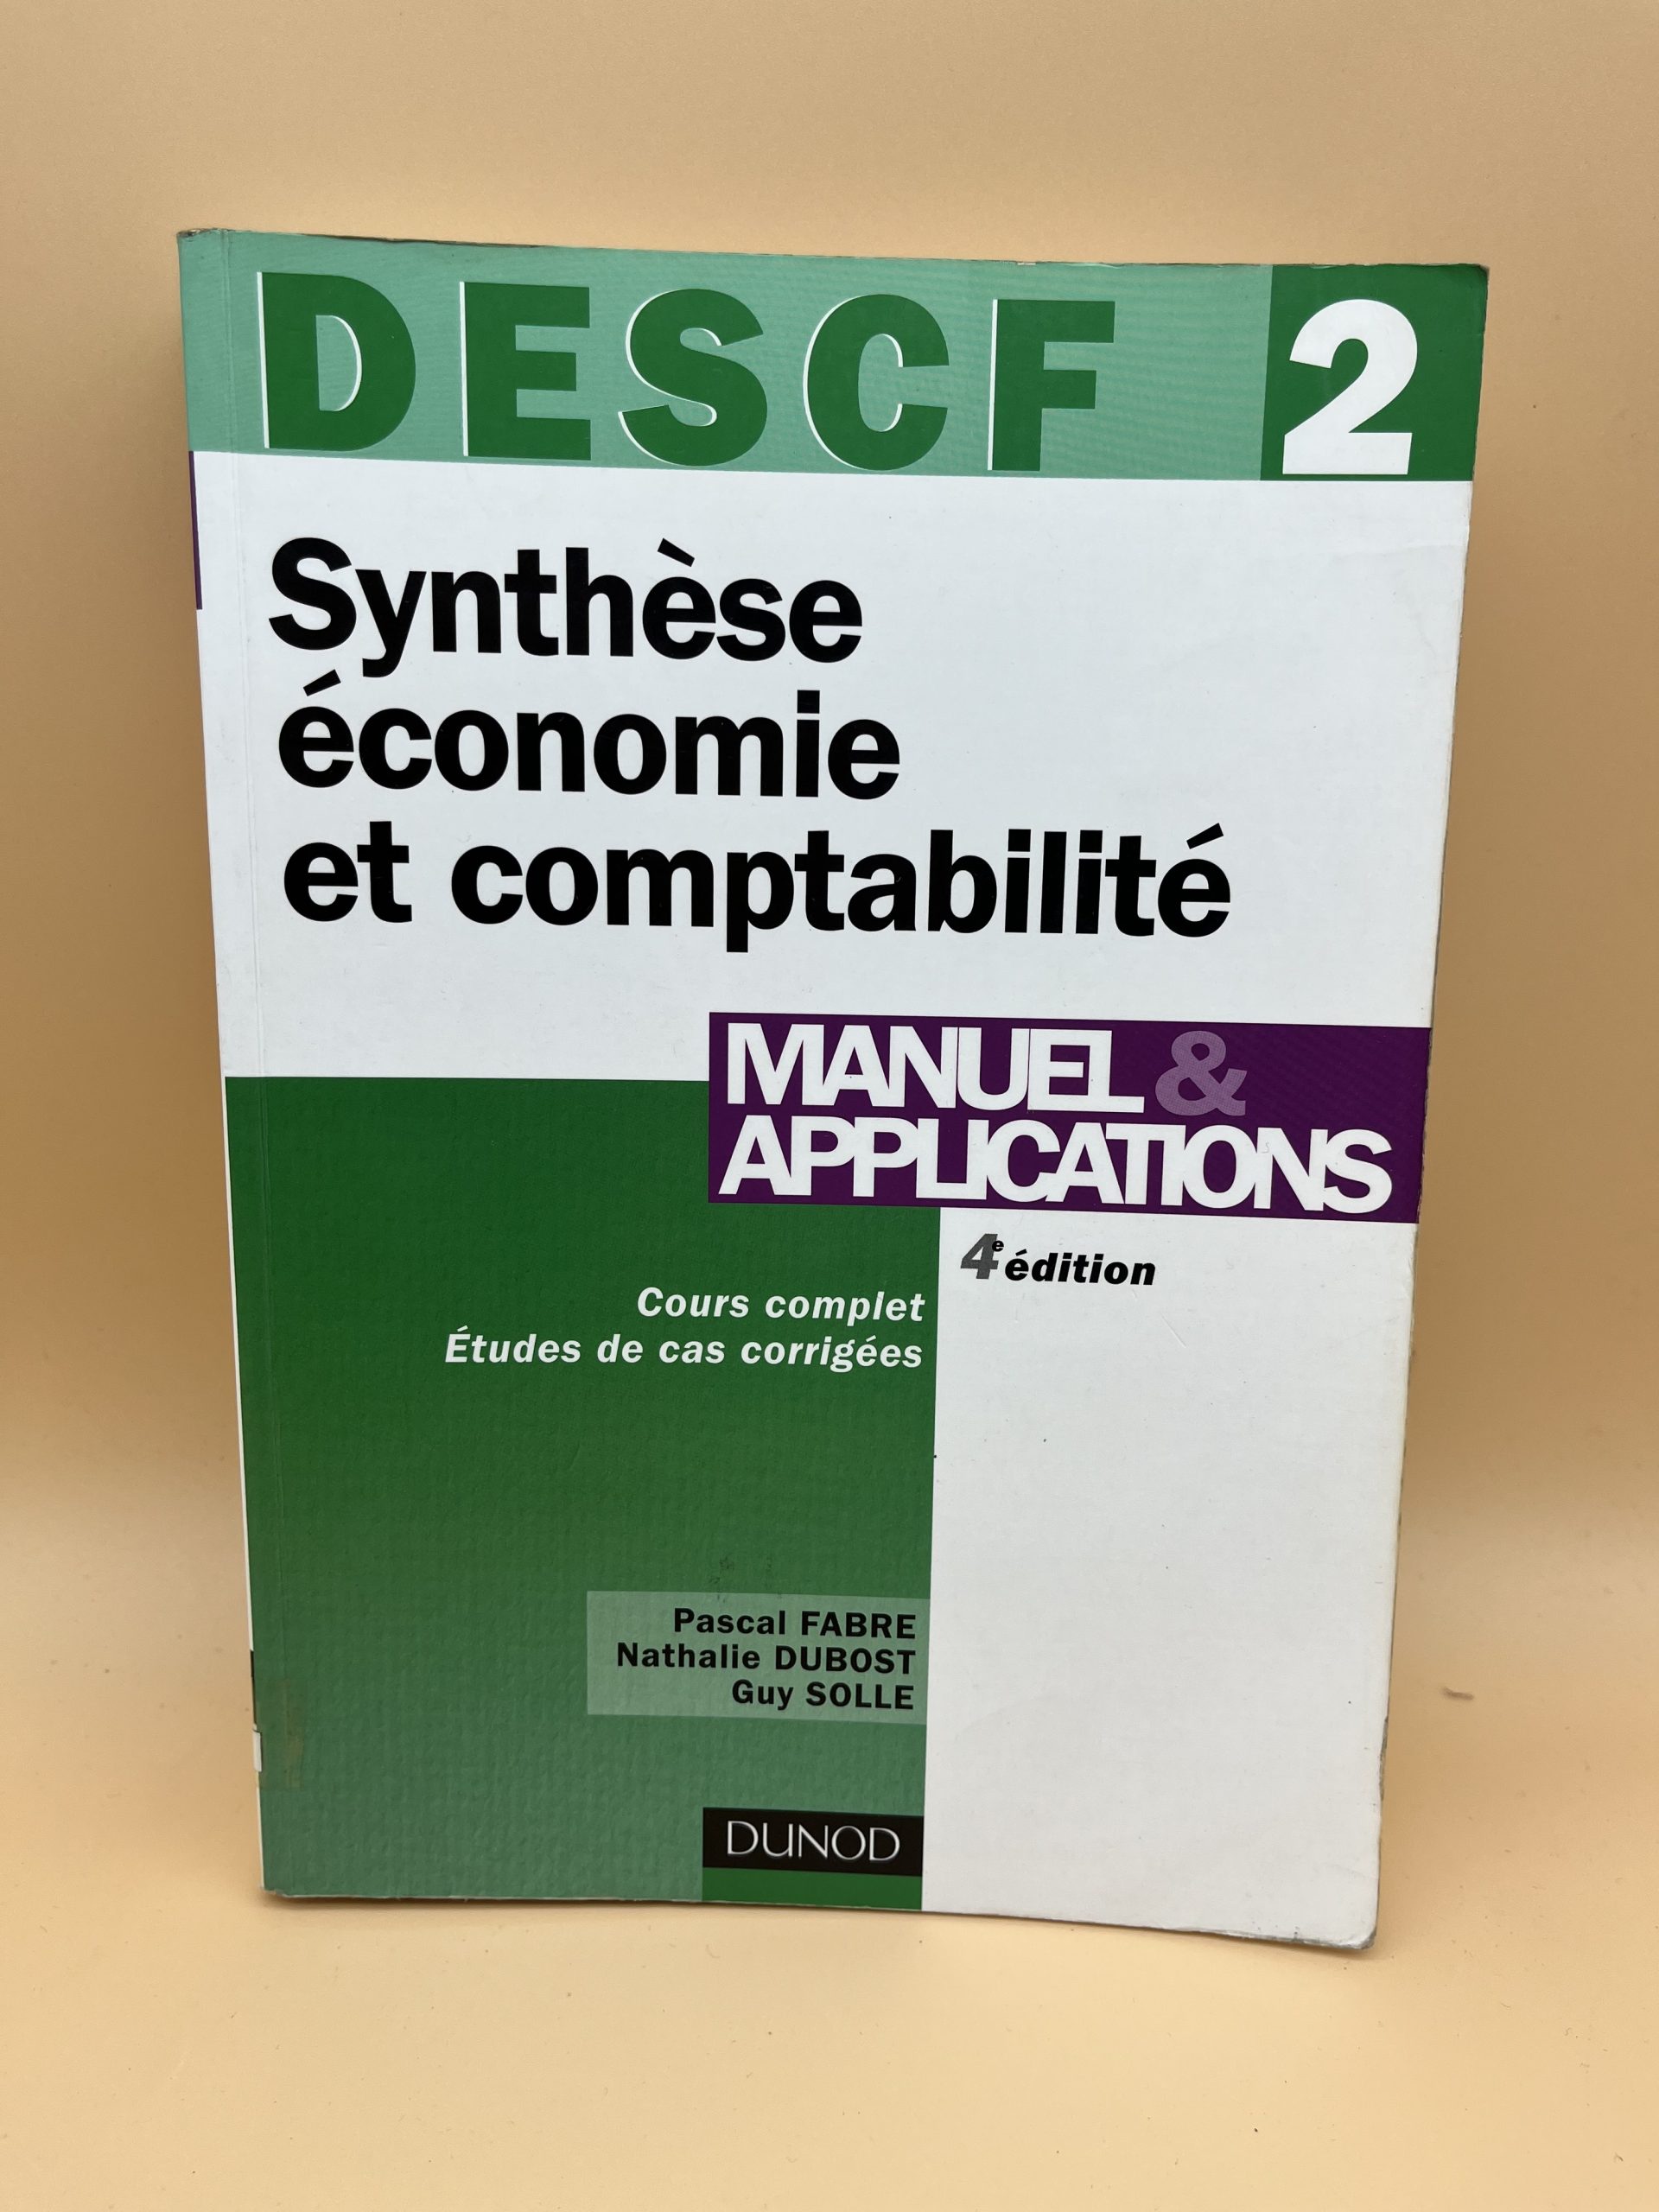 DESCF 2
Synthèse
économie
et comptabilité
MANUEL &
APPLICATIONS
4e édition
Cours complet
Études de cas corrigées
Pascal FABRE
Nathalie DUBOST
Guy SOLLE
DUNOD